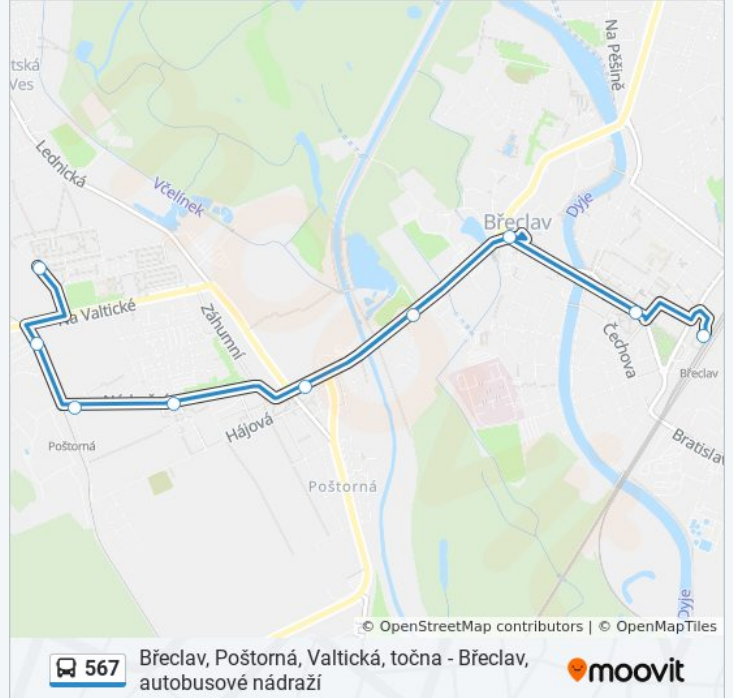 Na Pěšině
tská
Ves
Lednická
Včelínek
Břeclav
Dyje
Na Valtické
Záhumní
Čechova
Břeclav
Hájová
Poštorná
Bratislav
Poštorná
Dyje
© OpenStreetMap contributors | © OpenMapTiles
567
Břeclav, Poštorná, Valtická, točna - Břeclav,
autobusové nádraží
moovit